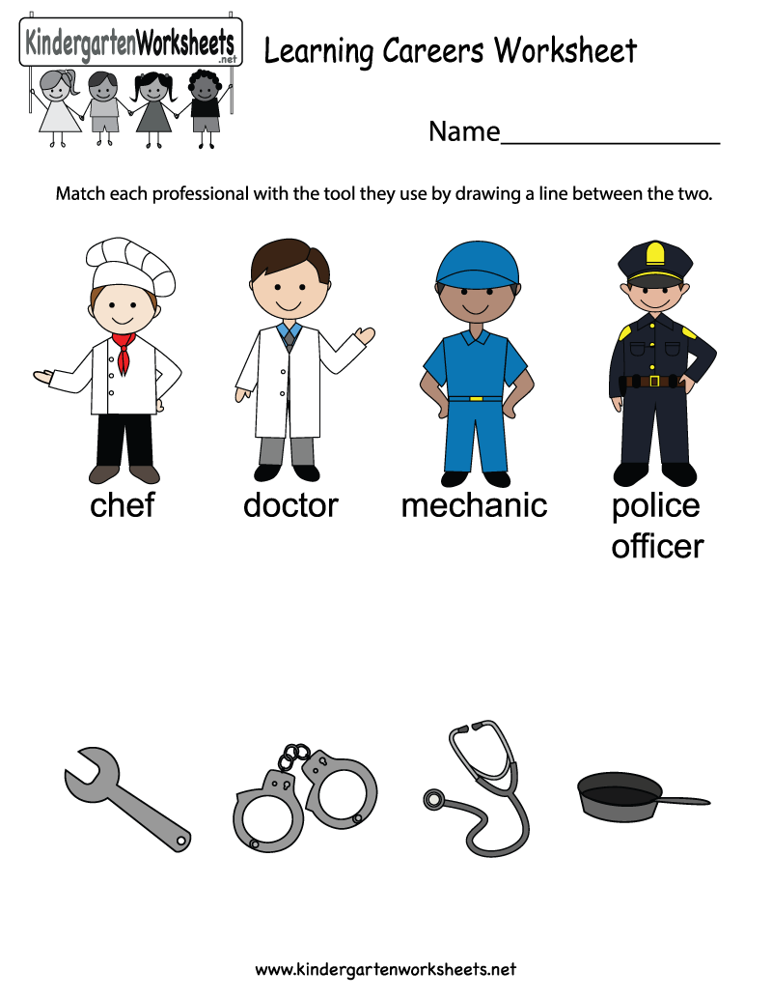 KindergartenWorksheets
.net
Learning Careers Worksheet
Name_______________
Match each professional with the tool they use by drawing a line between the two.
chef doctor mechanic police
officer
www.kindergartenworksheets.net